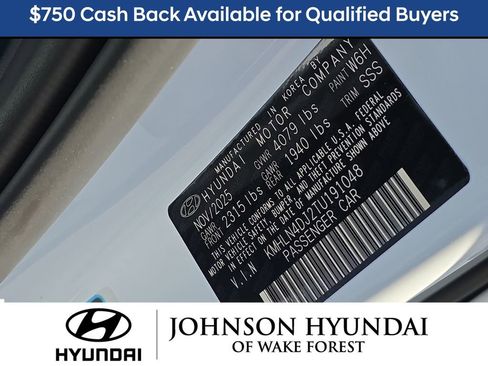 $750 Cash Back Available for Qualified Buyers
MANUFACTURED IN KOREA BY
HYUNDAI MOTOR COMPANY
NOV/2025 GVWR 4079 lbs PAINT W6H
GAWR FRONT 2315 lbs GAWR REAR 1940 lbs TRIM SSS
THIS VEHICLE CONFORMS TO ALL APPLICABLE U.S.A. FEDERAL
MOTOR VEHICLE SAFETY, BUMPER, AND THEFT PREVENTION STANDARDS
IN EFFECT ON THE DATE OF MANUFACTURE SHOWN ABOVE.
V.I.N KMHLN4DJ2TU191048
PASSENGER CAR
HYUNDAI
JOHNSON HYUNDAI
OF WAKE FOREST